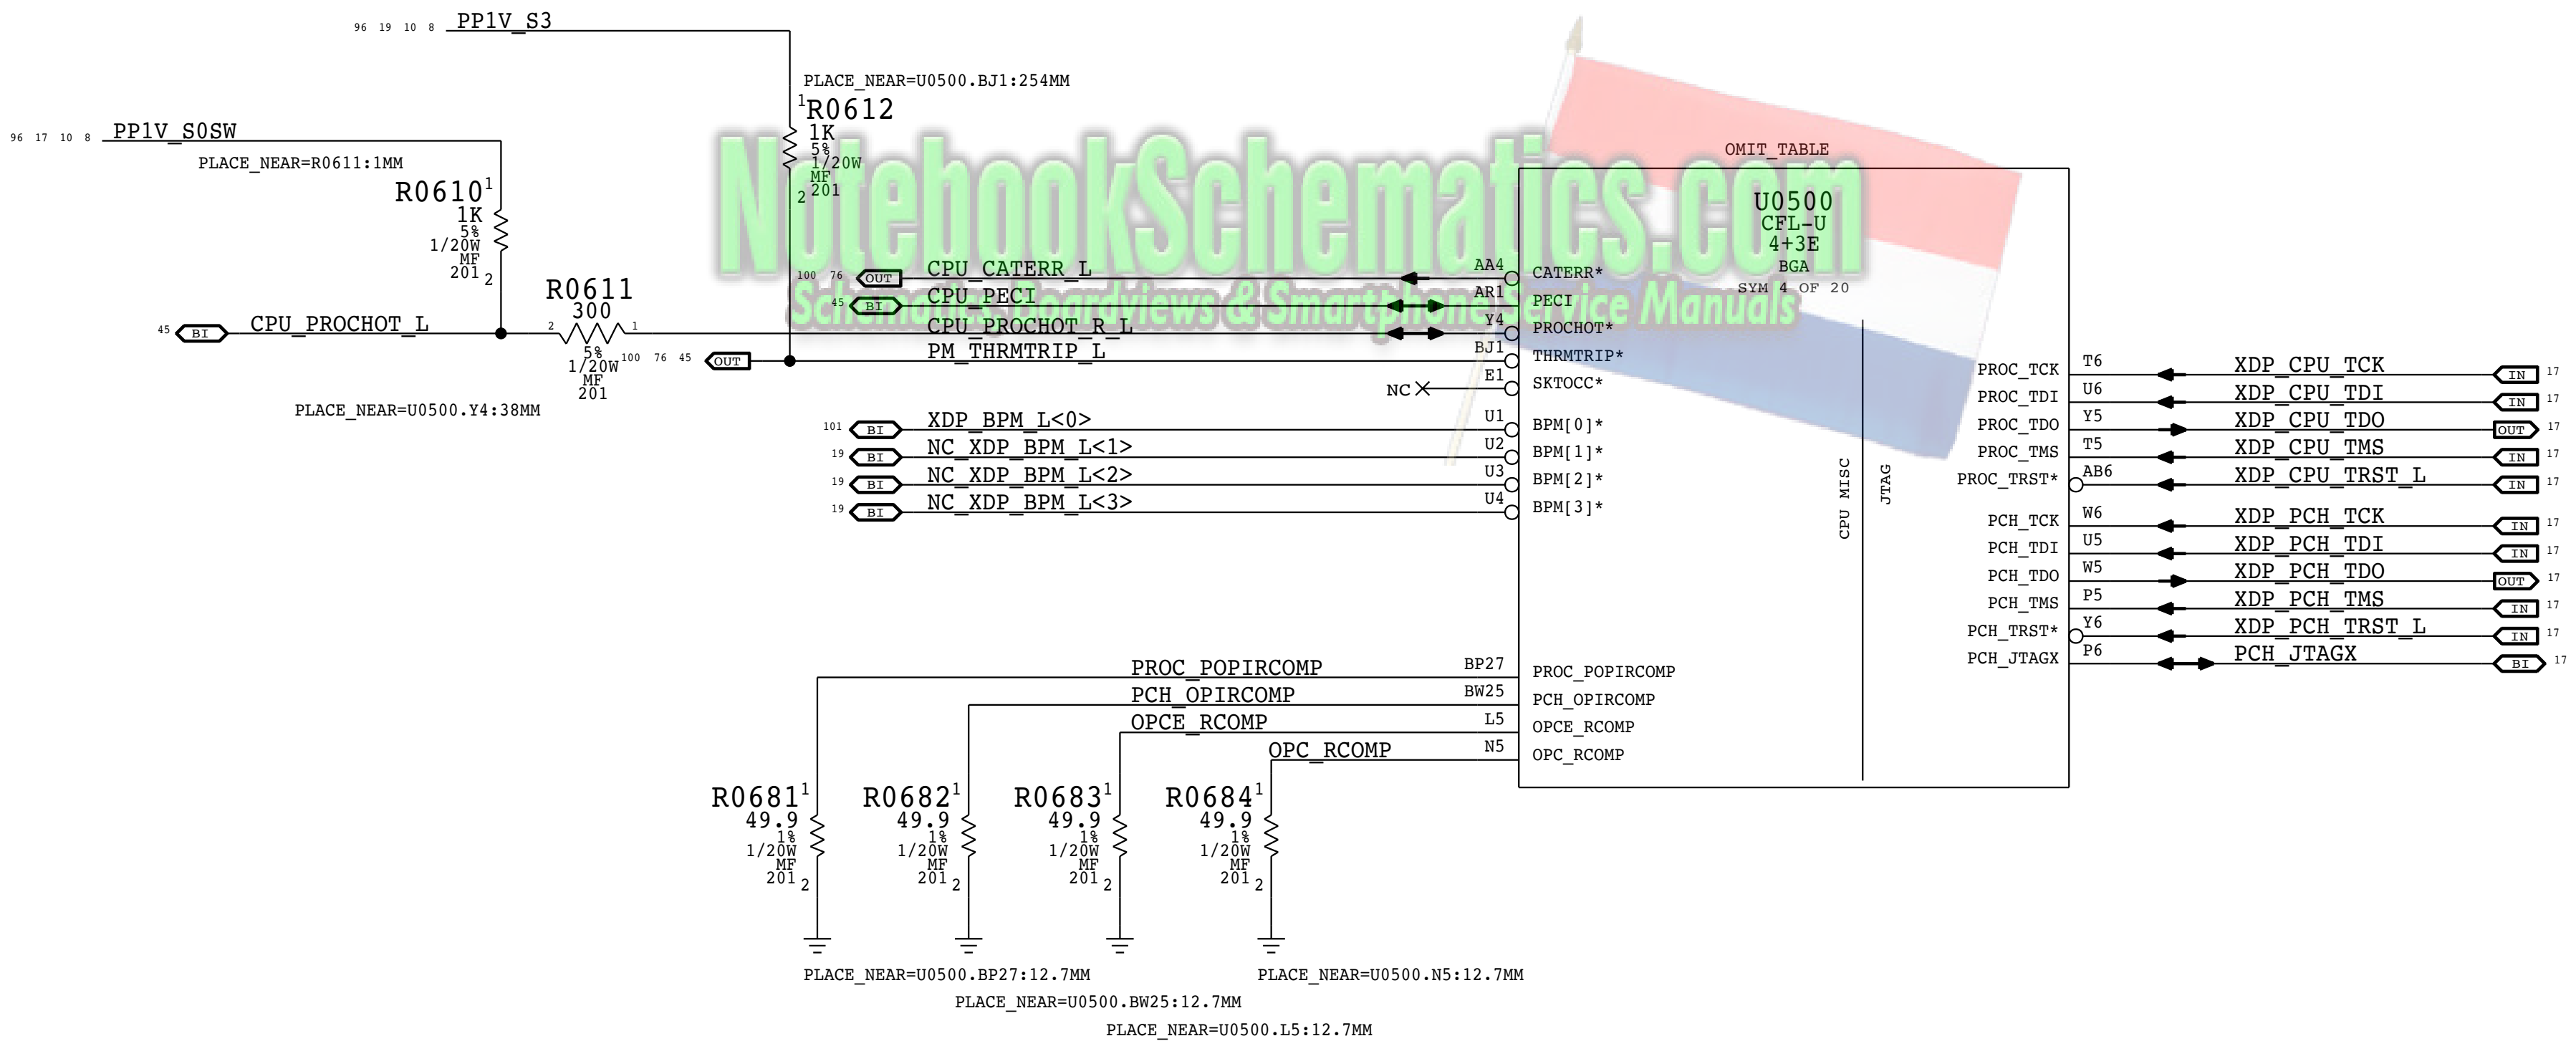 96 19 10 8 PP1V_S3
PLACE_NEAR=U0500.BJ1:254MM
1
R0612
1K
5%
1/20W
MF
201
2
96 17 10 8 PP1V_S0SW
PLACE_NEAR=R0611:1MM
R0610
1
1K
5%
1/20W
MF
201
2
R0611
300
2
1
5%
1/20W
MF
201
45 BI CPU_PROCHOT_L
PLACE_NEAR=U0500.Y4:38MM
NotebookSchematics.com
Schematics, Boardviews & Smartphone Service Manuals
OMIT_TABLE
U0500
CFL-U
4+3E
BGA
SYM 4 OF 20
100 76 OUT CPU_CATERR_L AA4 CATERR*
45 BI CPU_PECI AR1 PECI
CPU_PROCHOT_R_L Y4 PROCHOT*
100 76 45 OUT PM_THRMTRIP_L BJ1 THRMTRIP*
NC E1 SKTOCC*
101 BI XDP_BPM_L<0> U1 BPM[0]*
19 BI NC_XDP_BPM_L<1> U2 BPM[1]*
19 BI NC_XDP_BPM_L<2> U3 BPM[2]*
19 BI NC_XDP_BPM_L<3> U4 BPM[3]*
CPU MISC
JTAG
PROC_TCK T6 XDP_CPU_TCK IN 17
PROC_TDI U6 XDP_CPU_TDI IN 17
PROC_TDO Y5 XDP_CPU_TDO OUT 17
PROC_TMS T5 XDP_CPU_TMS IN 17
PROC_TRST* AB6 XDP_CPU_TRST_L IN 17
PCH_TCK W6 XDP_PCH_TCK IN 17
PCH_TDI U5 XDP_PCH_TDI IN 17
PCH_TDO W5 XDP_PCH_TDO OUT 17
PCH_TMS P5 XDP_PCH_TMS IN 17
PCH_TRST* Y6 XDP_PCH_TRST_L IN 17
PCH_JTAGX P6 PCH_JTAGX BI 17
PROC_POPIRCOMP BP27 PROC_POPIRCOMP
PCH_OPIRCOMP BW25 PCH_OPIRCOMP
OPCE_RCOMP L5 OPCE_RCOMP
OPC_RCOMP N5 OPC_RCOMP
R0681 1
49.9
1%
1/20W
MF
201 2
R0682 1
49.9
1%
1/20W
MF
201 2
R0683 1
49.9
1%
1/20W
MF
201 2
R0684 1
49.9
1%
1/20W
MF
201 2
PLACE_NEAR=U0500.BP27:12.7MM
PLACE_NEAR=U0500.N5:12.7MM
PLACE_NEAR=U0500.BW25:12.7MM
PLACE_NEAR=U0500.L5:12.7MM